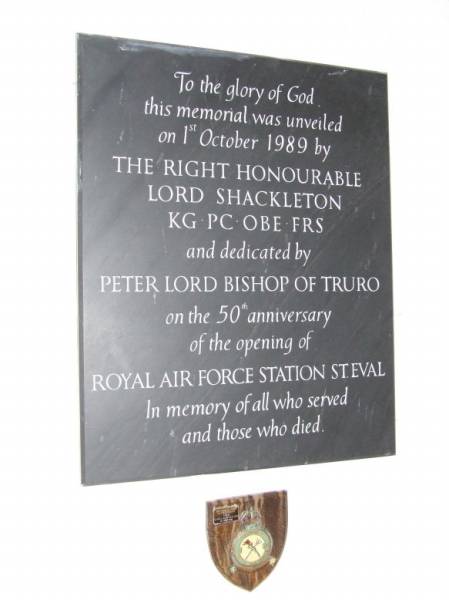 To the glory of God
this memorial was unveiled
on 1st October 1989 by
THE RIGHT HONOURABLE
LORD SHACKLETON
KG·PC·OBE·FRS
and dedicated by
PETER LORD BISHOP OF TRURO
on the 50th anniversary
of the opening of
ROYAL AIR FORCE STATION ST EVAL
In memory of all who served
and those who died.